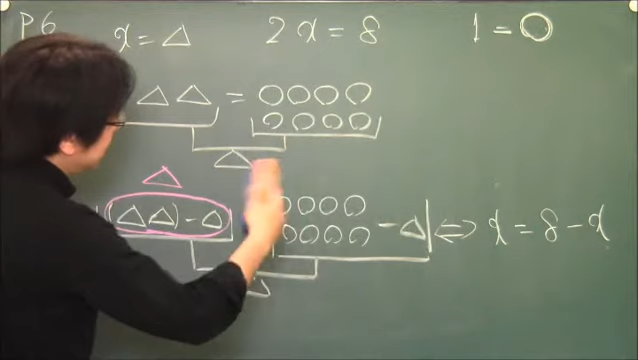 P6 x = △ 2x = 8 1 = ○
△ △ = ○○○○
○○○○
△
△
(△△) - △ ○○○○
○○○○ - △ ⇔ x = 8 - x